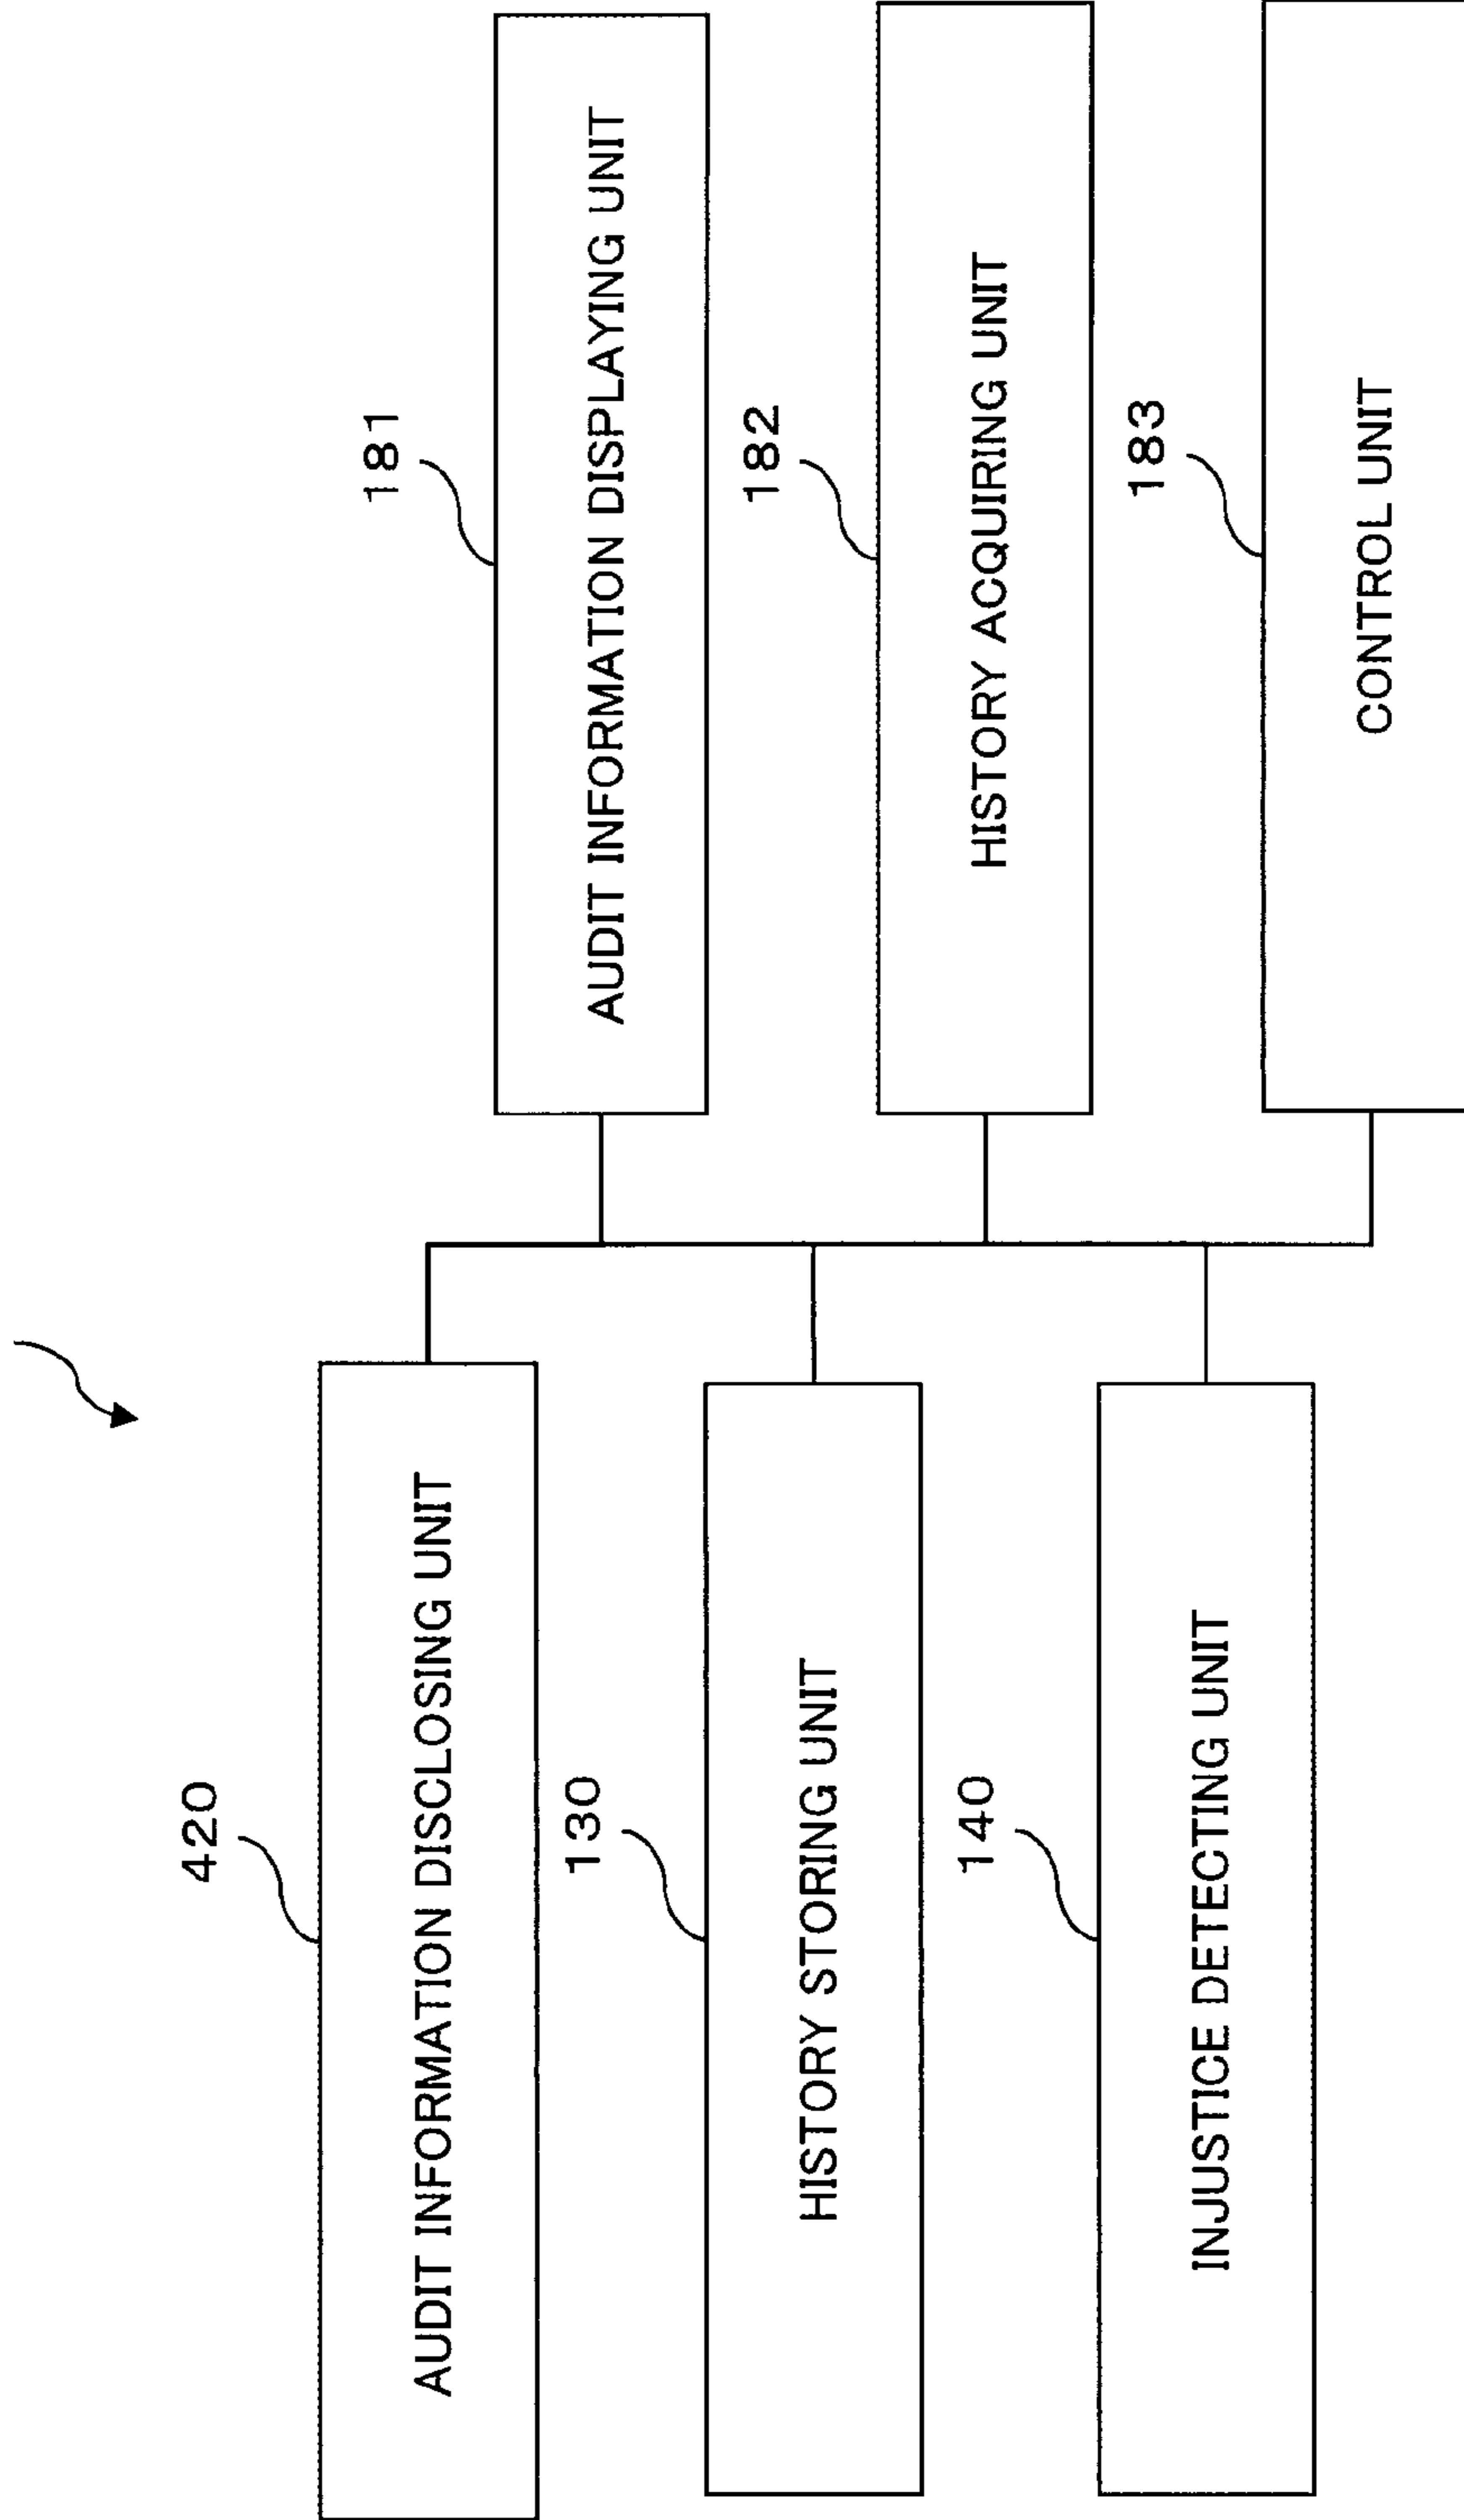 420
AUDIT INFORMATION DISCLOSING UNIT
181
AUDIT INFORMATION DISPLAYING UNIT
130
HISTORY STORING UNIT
182
HISTORY ACQUIRING UNIT
140
INJUSTICE DETECTING UNIT
183
CONTROL UNIT